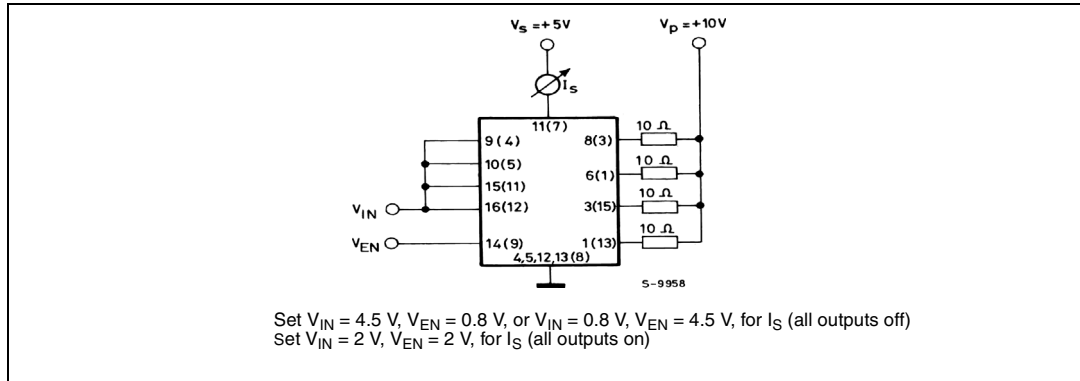 Vs = +5V
Vp = +10V
Is
11(7)
9(4)
8(3)
10 Ω
10(5)
6(1)
10 Ω
15(11)
VIN
16(12)
3(15)
10 Ω
VEN
14(9)
1(13)
10 Ω
4,5,12,13(8)
S-9958
Set VIN = 4.5 V, VEN = 0.8 V, or VIN = 0.8 V, VEN = 4.5 V, for IS (all outputs off)
Set VIN = 2 V, VEN = 2 V, for IS (all outputs on)